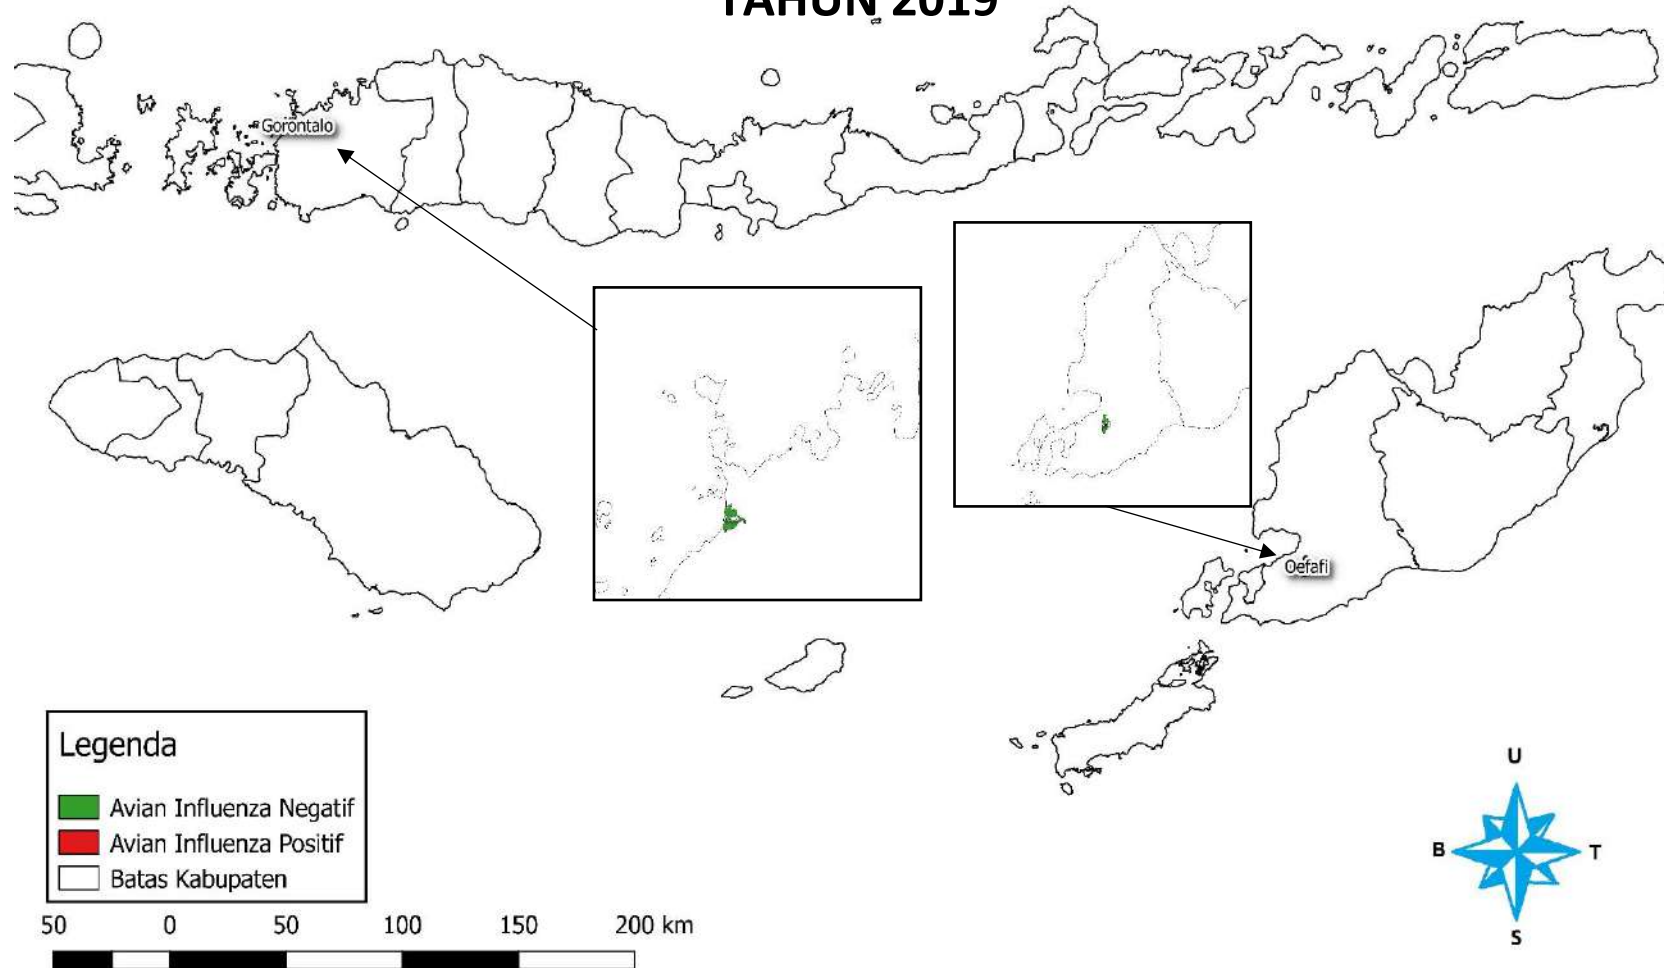 TAHUN 2019
Gorontalo
Oefafi
Legenda
Avian Influenza Negatif
Avian Influenza Positif
Batas Kabupaten
50 0 50 100 150 200 km
U
B T
S